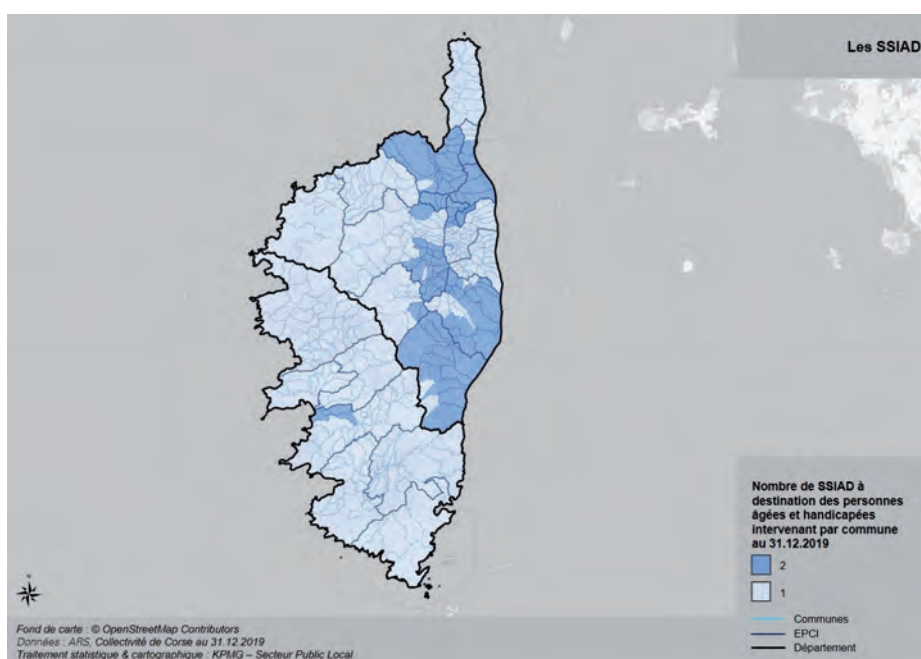 Les SSIAD
Nombre de SSIAD à
destination des personnes
âgées et handicapées
intervenant par commune
au 31.12.2019
2
1
Communes
EPCI
Département
N
Fond de carte : © OpenStreetMap Contributors
Données : ARS, Collectivité de Corse au 31.12.2019
Traitement statistique & cartographique : KPMG – Secteur Public Local